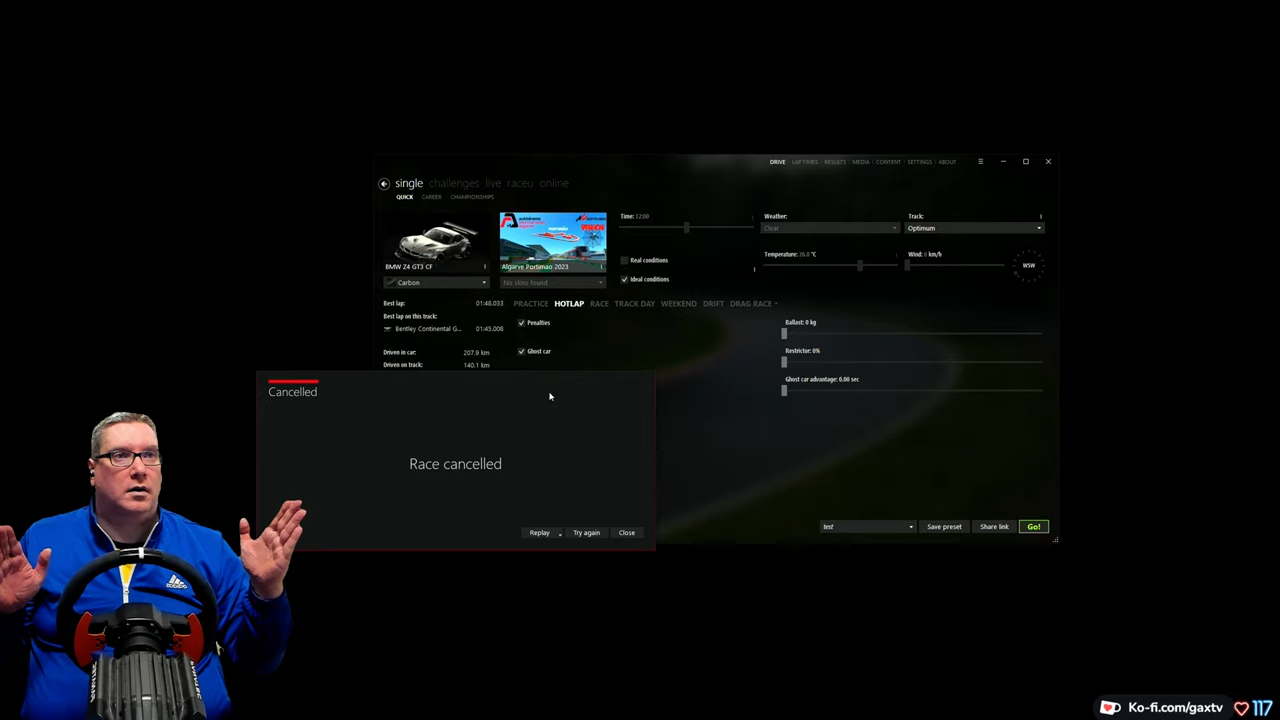 DRIVE LAP TIMES RESULTS MEDIA CONTENT SETTINGS ABOUT
single challenges live raceu online
QUICK CAREER CHAMPIONSHIPS
Time: 12:00
Weather:
Track:
Clear
Optimum
Real conditions
Temperature: 26.0 °C
Wind: 0 km/h
WSW
Ideal conditions
BMW Z4 GT3 CF
Algarve Portimao 2023
Carbon
No skins found
Best lap: 01:48.033
Best lap on this track:
Bentley Continental G... 01:45.008
Driven in car: 207.9 km
Driven on track: 140.1 km
PRACTICE HOTLAP RACE TRACK DAY WEEKEND DRIFT DRAG RACE
Penalties
Ghost car
Ballast: 0 kg
Restrictor: 0%
Ghost car advantage: 0.00 sec
Cancelled
Race cancelled
Replay Try again Close
test Save preset Share link Go!
adidas
Ko-fi.com/gaxtv 117